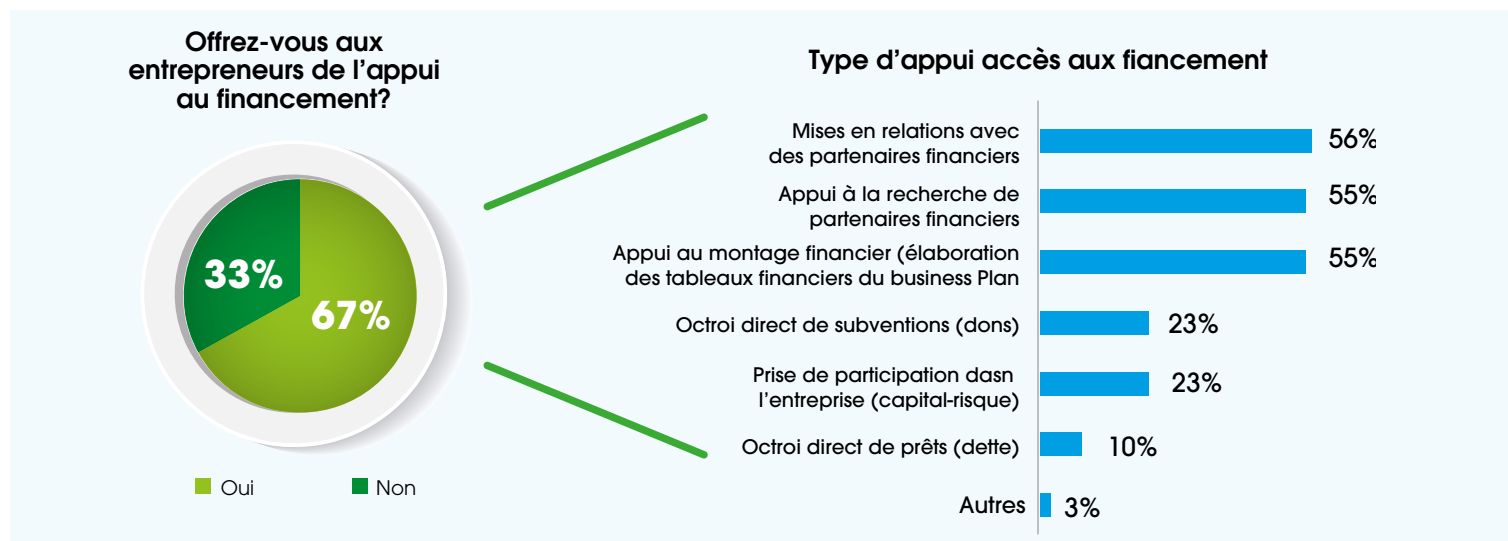 Offrez-vous aux
entrepreneurs de l'appui
au financement?
33%
67%
Oui
Non
Type d'appui accès aux fiancement
Mises en relations avec
des partenaires financiers
56%
Appui à la recherche de
partenaires financiers
55%
Appui au montage financier (élaboration
des tableaux financiers du business Plan
55%
Octroi direct de subventions (dons)
23%
Prise de participation dasn
l'entreprise (capital-risque)
23%
Octroi direct de prêts (dette)
10%
Autres
3%